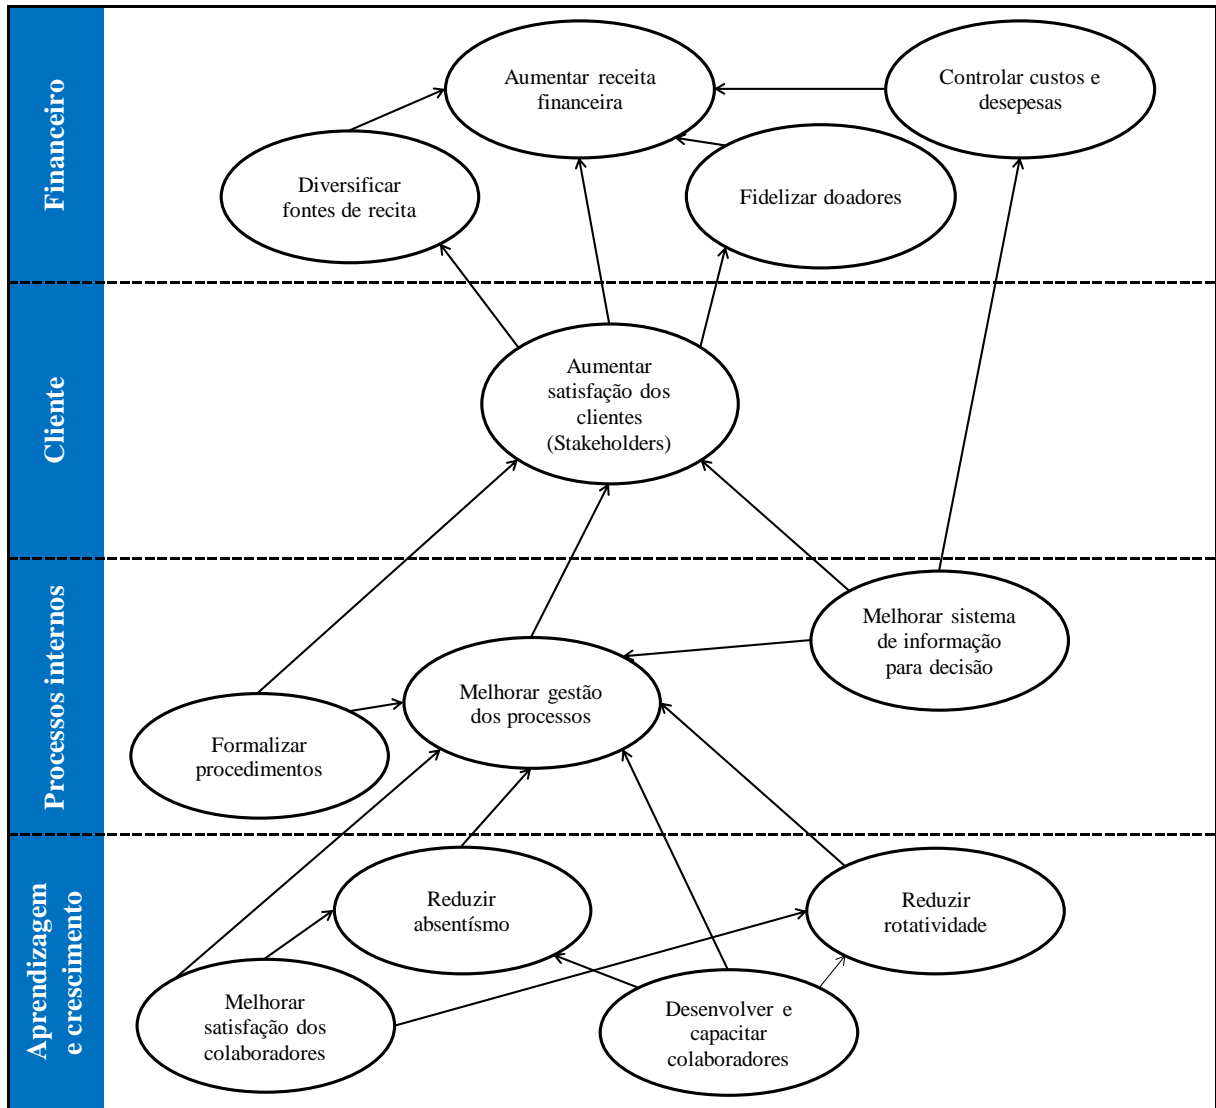 Financeiro
Aumentar receita
financeira
Controlar custos e
desepesas
Diversificar
fontes de recita
Fidelizar doadores
Cliente
Aumentar
satisfação dos
clientes
(Stakeholders)
Processos internos
Melhorar sistema
de informação
para decisão
Melhorar gestão
dos processos
Formalizar
procedimentos
Aprendizagem
e crescimento
Reduzir
absentísmo
Reduzir
rotatividade
Melhorar
satisfação dos
colaboradores
Desenvolver e
capacitar
colaboradores